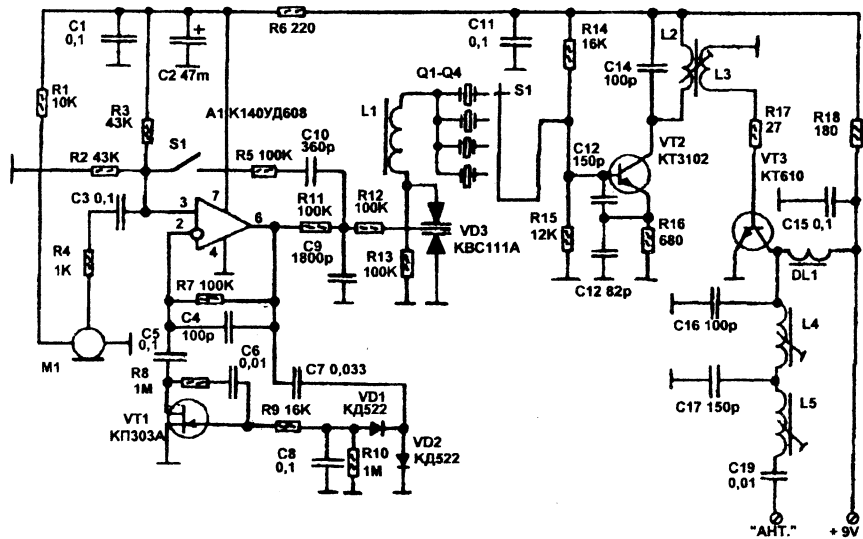 C1
0,1
C2 47m
R6 220
C11
0,1
R14
16K
C14
100p
L2
L3
R1
10K
R3
43K
A1 К140УД608
L1
Q1-Q4
S1
R17
27
R18
180
R2 43K
S1
R5 100K
C10
360p
C12
150p
VT2
КТ3102
VT3
КТ610
C3 0,1
3
7
2
6
4
R11
100K
R12
100K
C9
1800p
R13
100K
VD3
КВС111А
R15
12K
R16
680
C12 82p
C15 0,1
DL1
R4
1K
R7 100K
C4
100p
C5
0,1
M1
C16 100p
L4
R8
1M
C6
0,01
C7 0,033
C17 150p
L5
VT1
КП303А
R9 16K
VD1
КД522
VD2
КД522
C8
0,1
R10
1M
C19
0,01
"АНТ."
+ 9V